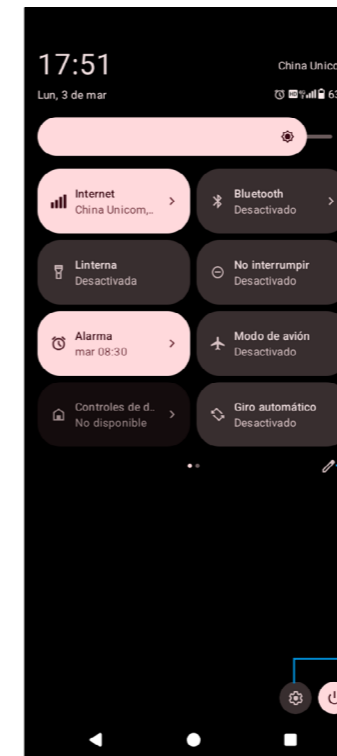 17:51
China Unico
Lun, 3 de mar
63
Internet
China Unicom,..
Bluetooth
Desactivado
Linterna
Desactivada
No interrumpir
Desactivado
Alarma
mar 08:30
Modo de avión
Desactivado
Controles de d..
No disponible
Giro automático
Desactivado